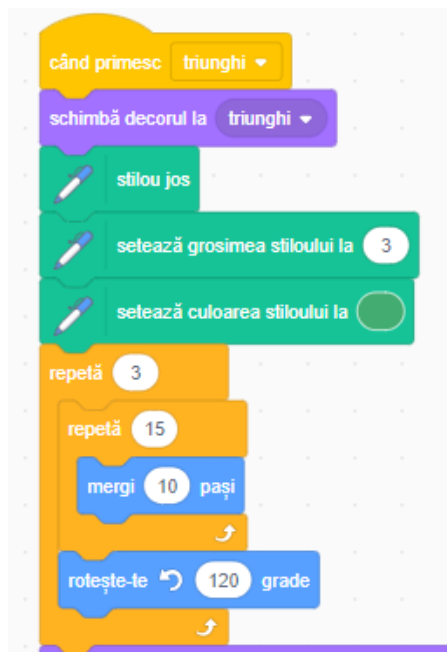 când primesc triunghi
schimbă decorul la triunghi
stilou jos
setează grosimea stiloului la 3
setează culoarea stiloului la
repetă 3
repetă 15
mergi 10 pași
rotește-te 120 grade